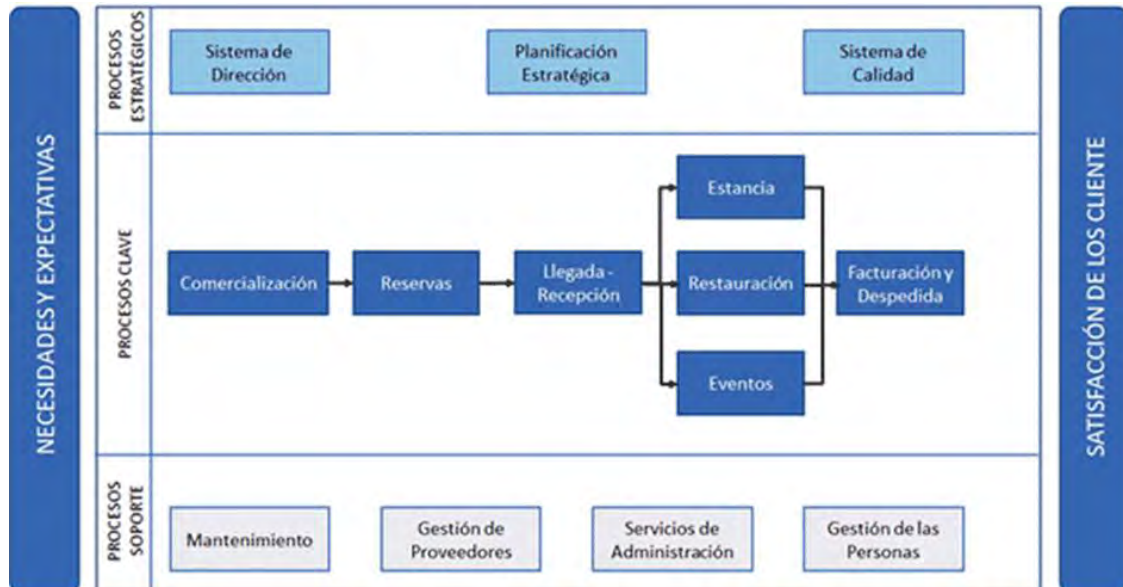 NECESIDADES Y EXPECTATIVAS
PROCESOS
ESTRATÉGICOS
Sistema de
Dirección
Planificación
Estratégica
Sistema de
Calidad
PROCESOS CLAVE
Comercialización
Reservas
Llegada -
Recepción
Estancia
Restauración
Eventos
Facturación y
Despedida
PROCESOS
SOPORTE
Mantenimiento
Gestión de
Proveedores
Servicios de
Administración
Gestión de las
Personas
SATISFACCIÓN DE LOS CLIENTE